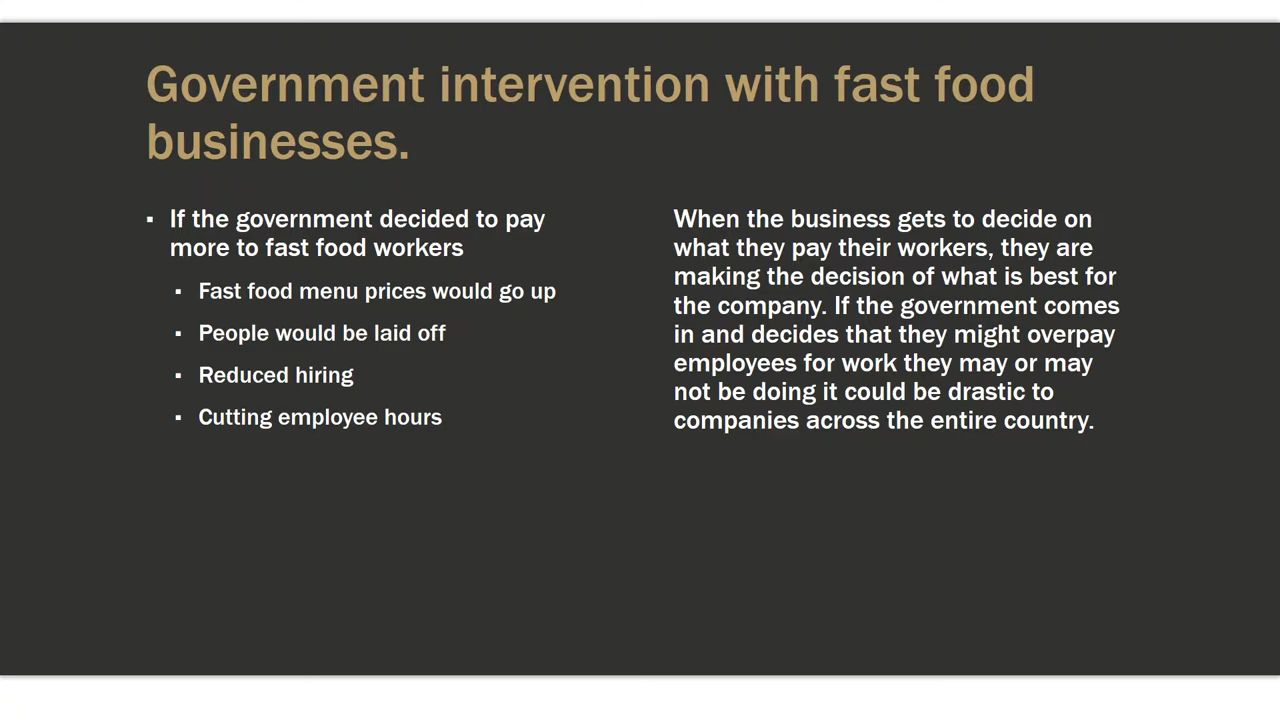 Government intervention with fast food
businesses.
▪ If the government decided to pay
more to fast food workers
▪ Fast food menu prices would go up
▪ People would be laid off
▪ Reduced hiring
▪ Cutting employee hours
When the business gets to decide on
what they pay their workers, they are
making the decision of what is best for
the company. If the government comes
in and decides that they might overpay
employees for work they may or may
not be doing it could be drastic to
companies across the entire country.